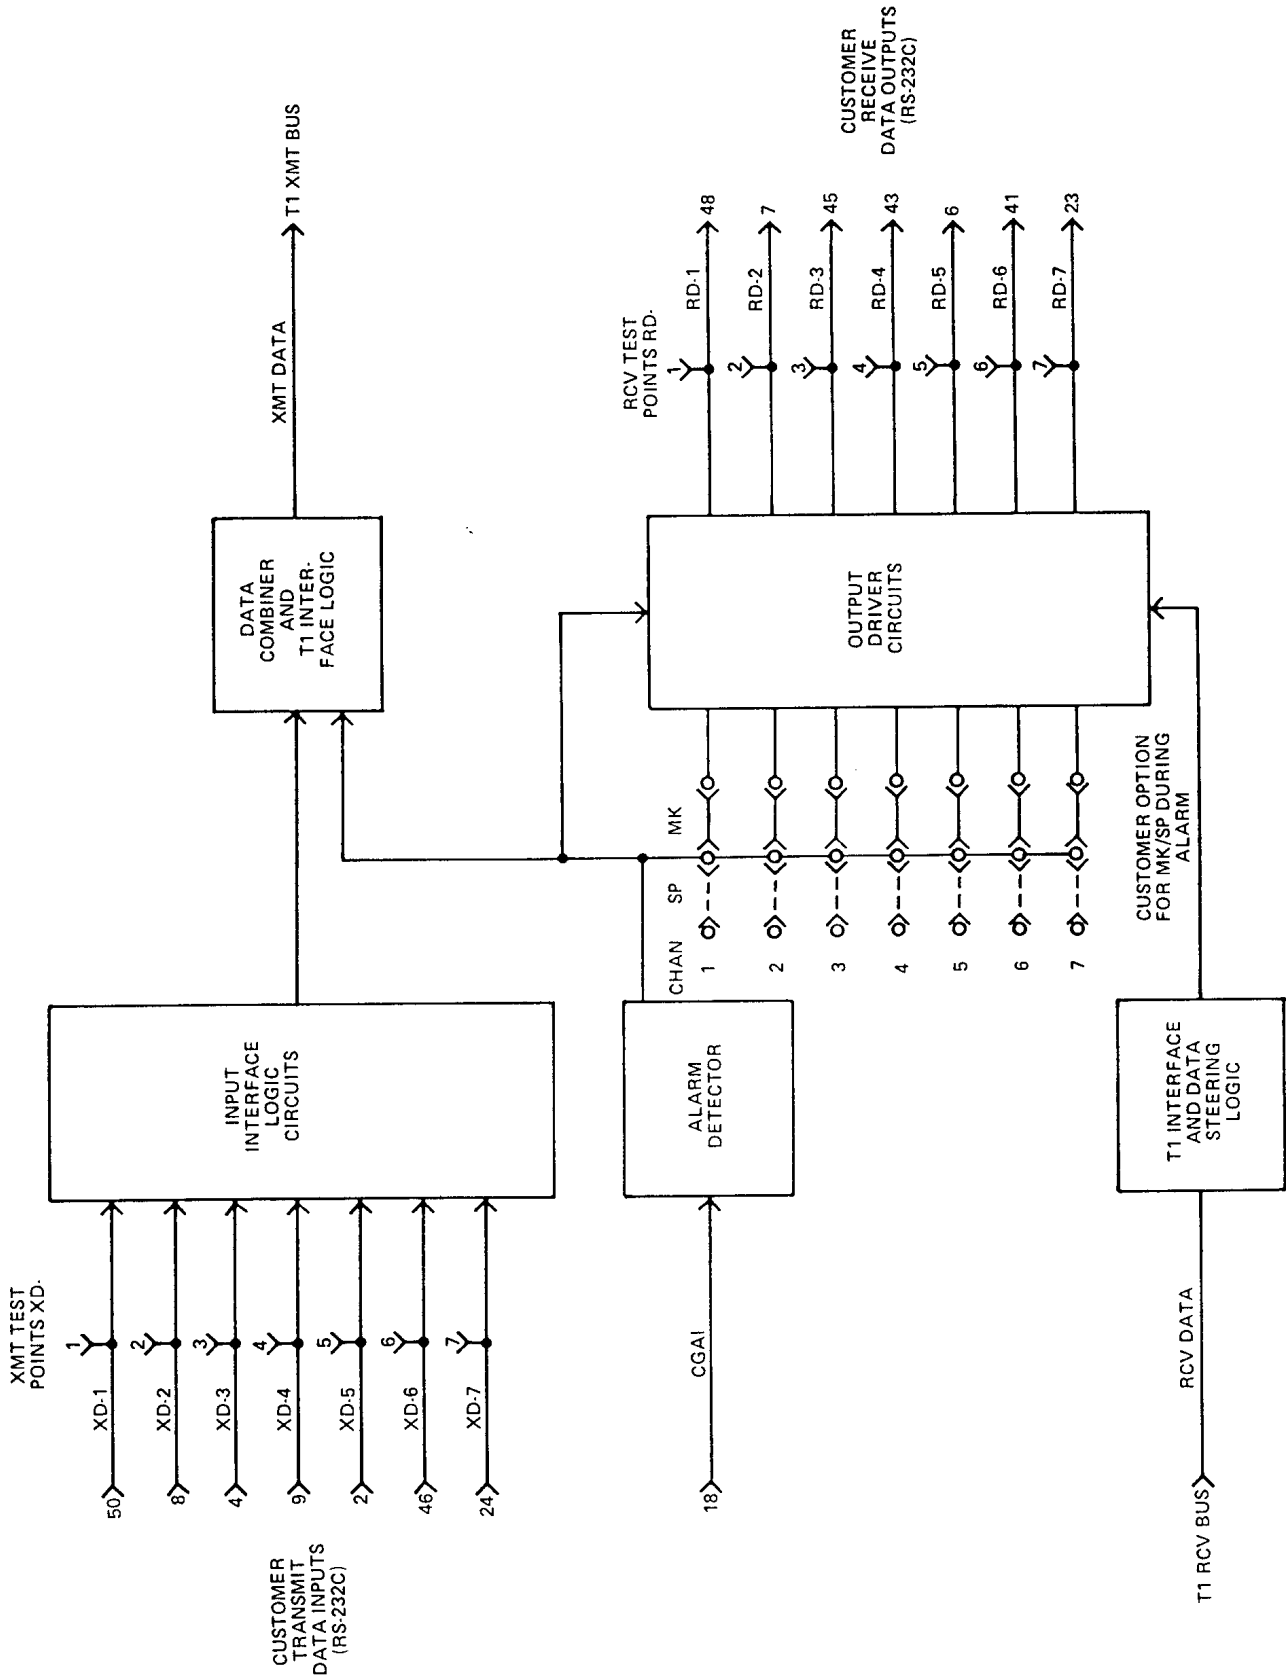 XMT TEST
POINTS XD-
CUSTOMER
TRANSMIT
DATA INPUTS
(RS-232C)
50
XD-1
1
8
XD-2
2
4
XD-3
3
9
XD-4
4
2
XD-5
5
46
XD-6
6
24
XD-7
7
INPUT
INTERFACE
LOGIC
CIRCUITS
DATA
COMBINER
AND
T1 INTER-
FACE LOGIC
XMT DATA
T1 XMT BUS
18
CGAI
ALARM
DETECTOR
CHAN
SP
MK
1
2
3
4
5
6
7
CUSTOMER OPTION
FOR MK/SP DURING
ALARM
OUTPUT
DRIVER
CIRCUITS
RCV TEST
POINTS RD-
1
RD-1
48
2
RD-2
7
3
RD-3
45
4
RD-4
43
5
RD-5
6
6
RD-6
41
7
RD-7
23
CUSTOMER
RECEIVE
DATA OUTPUTS
(RS-232C)
T1 RCV BUS
RCV DATA
T1 INTERFACE
AND DATA
STEERING
LOGIC